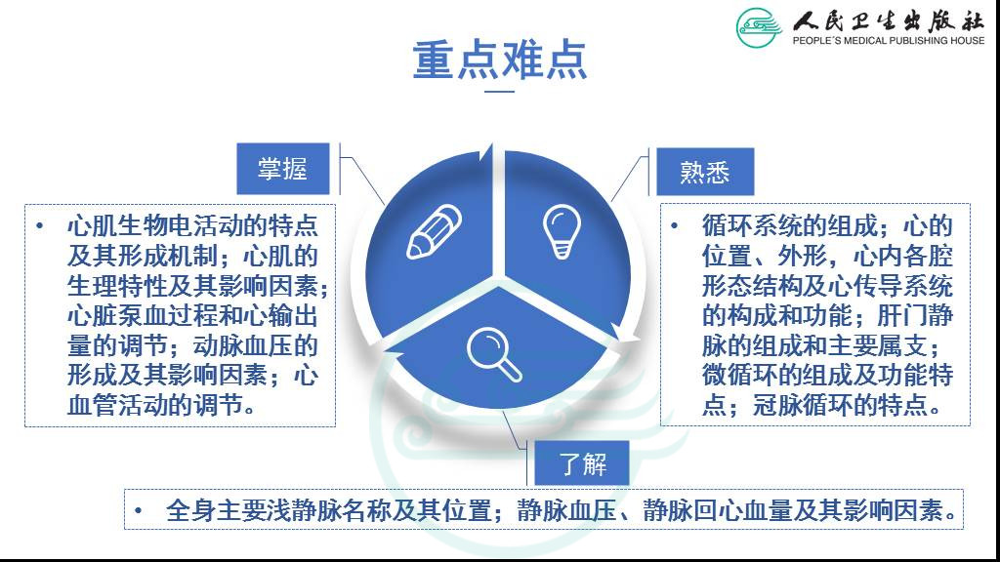 人民卫生出版社
PEOPLE'S MEDICAL PUBLISHING HOUSE
重点难点
掌握
• 心肌生物电活动的特点
及其形成机制；心肌的
生理特性及其影响因素；
心脏泵血过程和心输出
量的调节；动脉血压的
形成及其影响因素；心
血管活动的调节。
熟悉
• 循环系统的组成；心的
位置、外形，心内各腔
形态结构及心传导系统
的构成和功能；肝门静
脉的组成和主要属支；
微循环的组成及功能特
点；冠脉循环的特点。
了解
• 全身主要浅静脉名称及其位置；静脉血压、静脉回心血量及其影响因素。